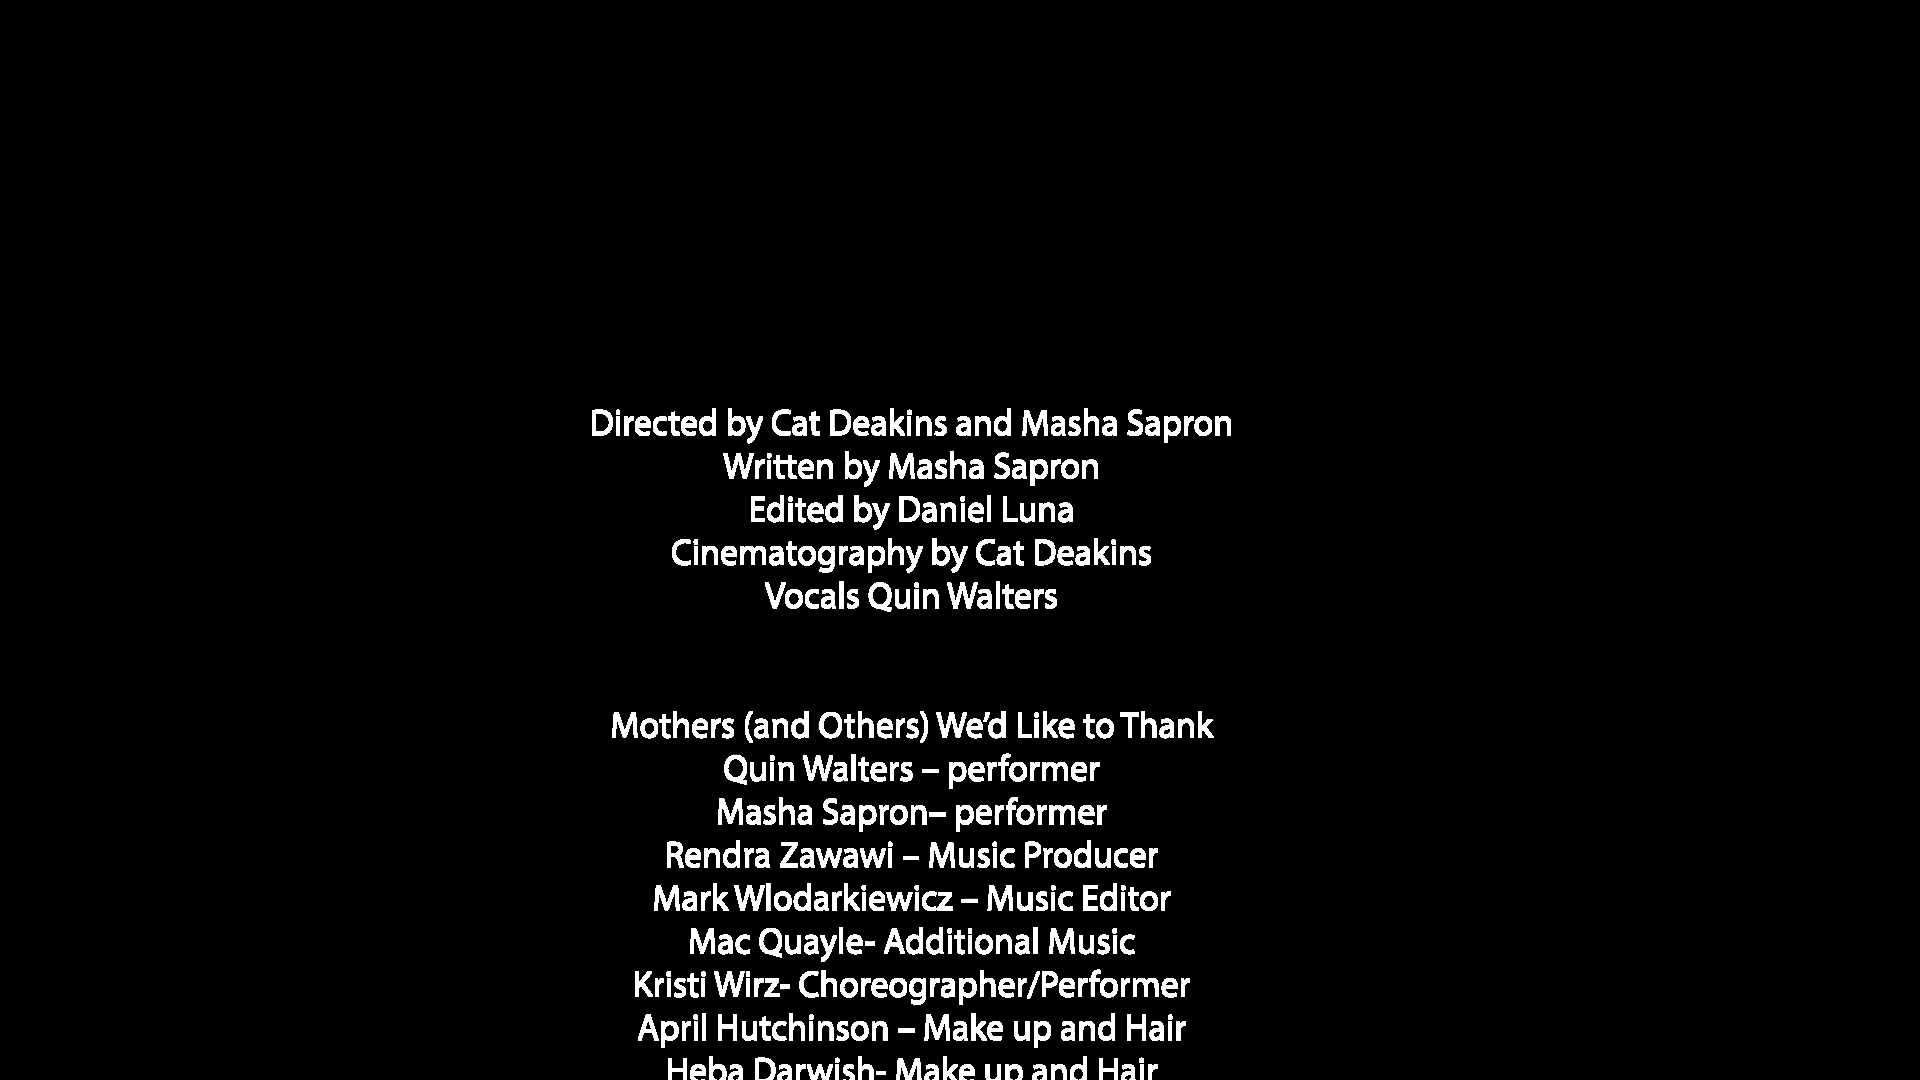 Directed by Cat Deakins and Masha Sapron
Written by Masha Sapron
Edited by Daniel Luna
Cinematography by Cat Deakins
Vocals Quin Walters
Mothers (and Others) We’d Like to Thank
Quin Walters – performer
Masha Sapron– performer
Rendra Zawawi – Music Producer
Mark Wlodarkiewicz – Music Editor
Mac Quayle- Additional Music
Kristi Wirz- Choreographer/Performer
April Hutchinson – Make up and Hair
Heba Darwish- Make up and Hair